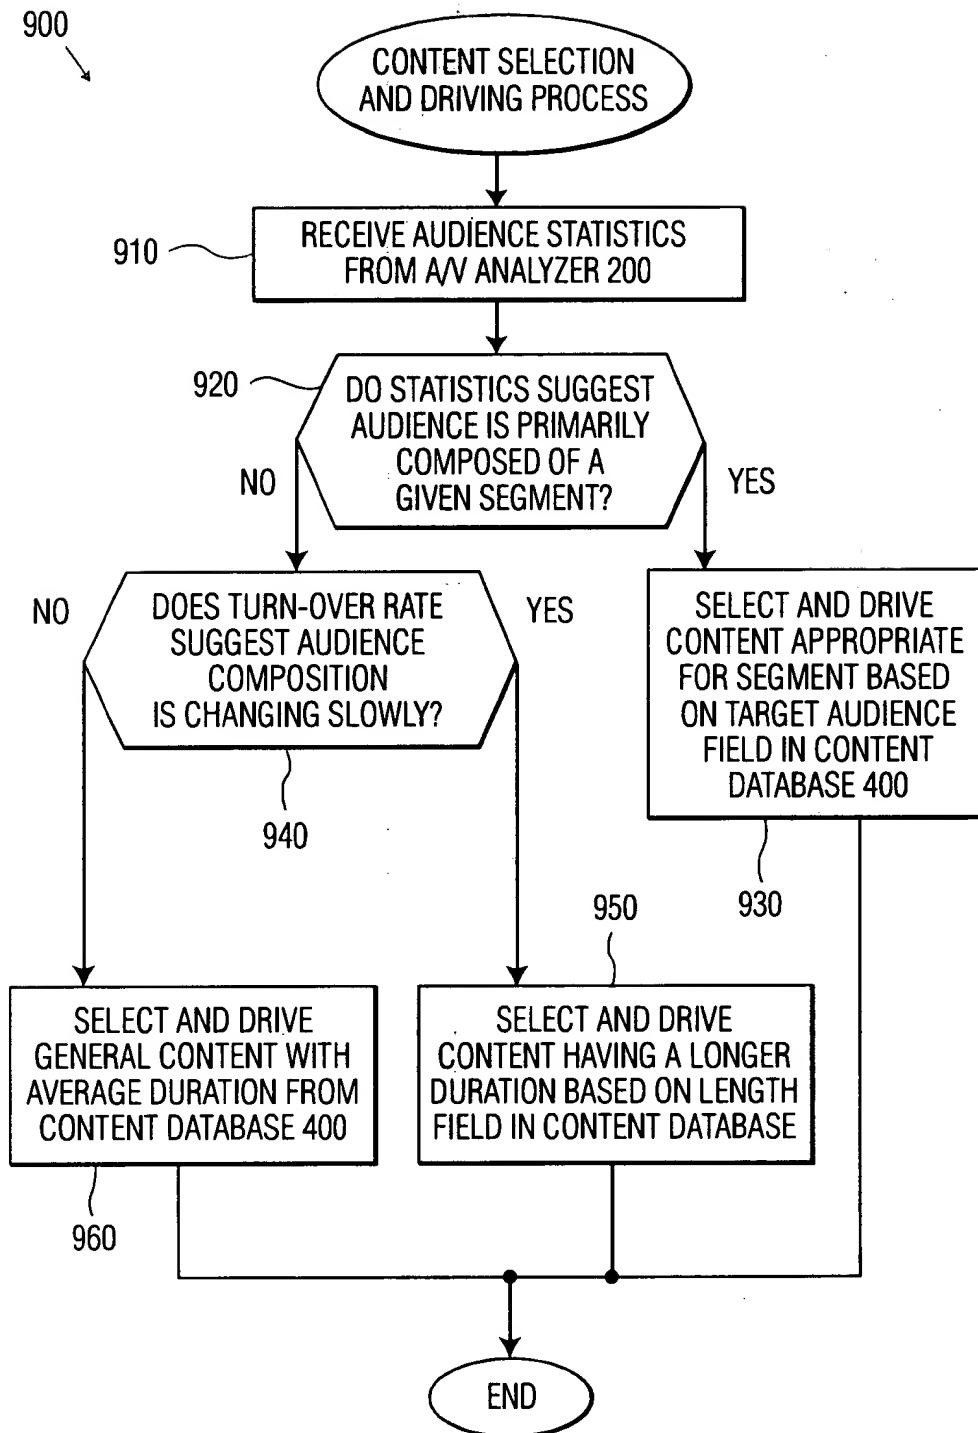 900
CONTENT SELECTION
AND DRIVING PROCESS
910
RECEIVE AUDIENCE STATISTICS
FROM A/V ANALYZER 200
920
DO STATISTICS SUGGEST
AUDIENCE IS PRIMARILY
COMPOSED OF A
GIVEN SEGMENT?
NO
YES
NO
DOES TURN-OVER RATE
SUGGEST AUDIENCE
COMPOSITION
IS CHANGING SLOWLY?
YES
940
SELECT AND DRIVE
CONTENT APPROPRIATE
FOR SEGMENT BASED
ON TARGET AUDIENCE
FIELD IN CONTENT
DATABASE 400
930
950
SELECT AND DRIVE
GENERAL CONTENT WITH
AVERAGE DURATION FROM
CONTENT DATABASE 400
960
SELECT AND DRIVE
CONTENT HAVING A LONGER
DURATION BASED ON LENGTH
FIELD IN CONTENT DATABASE
END